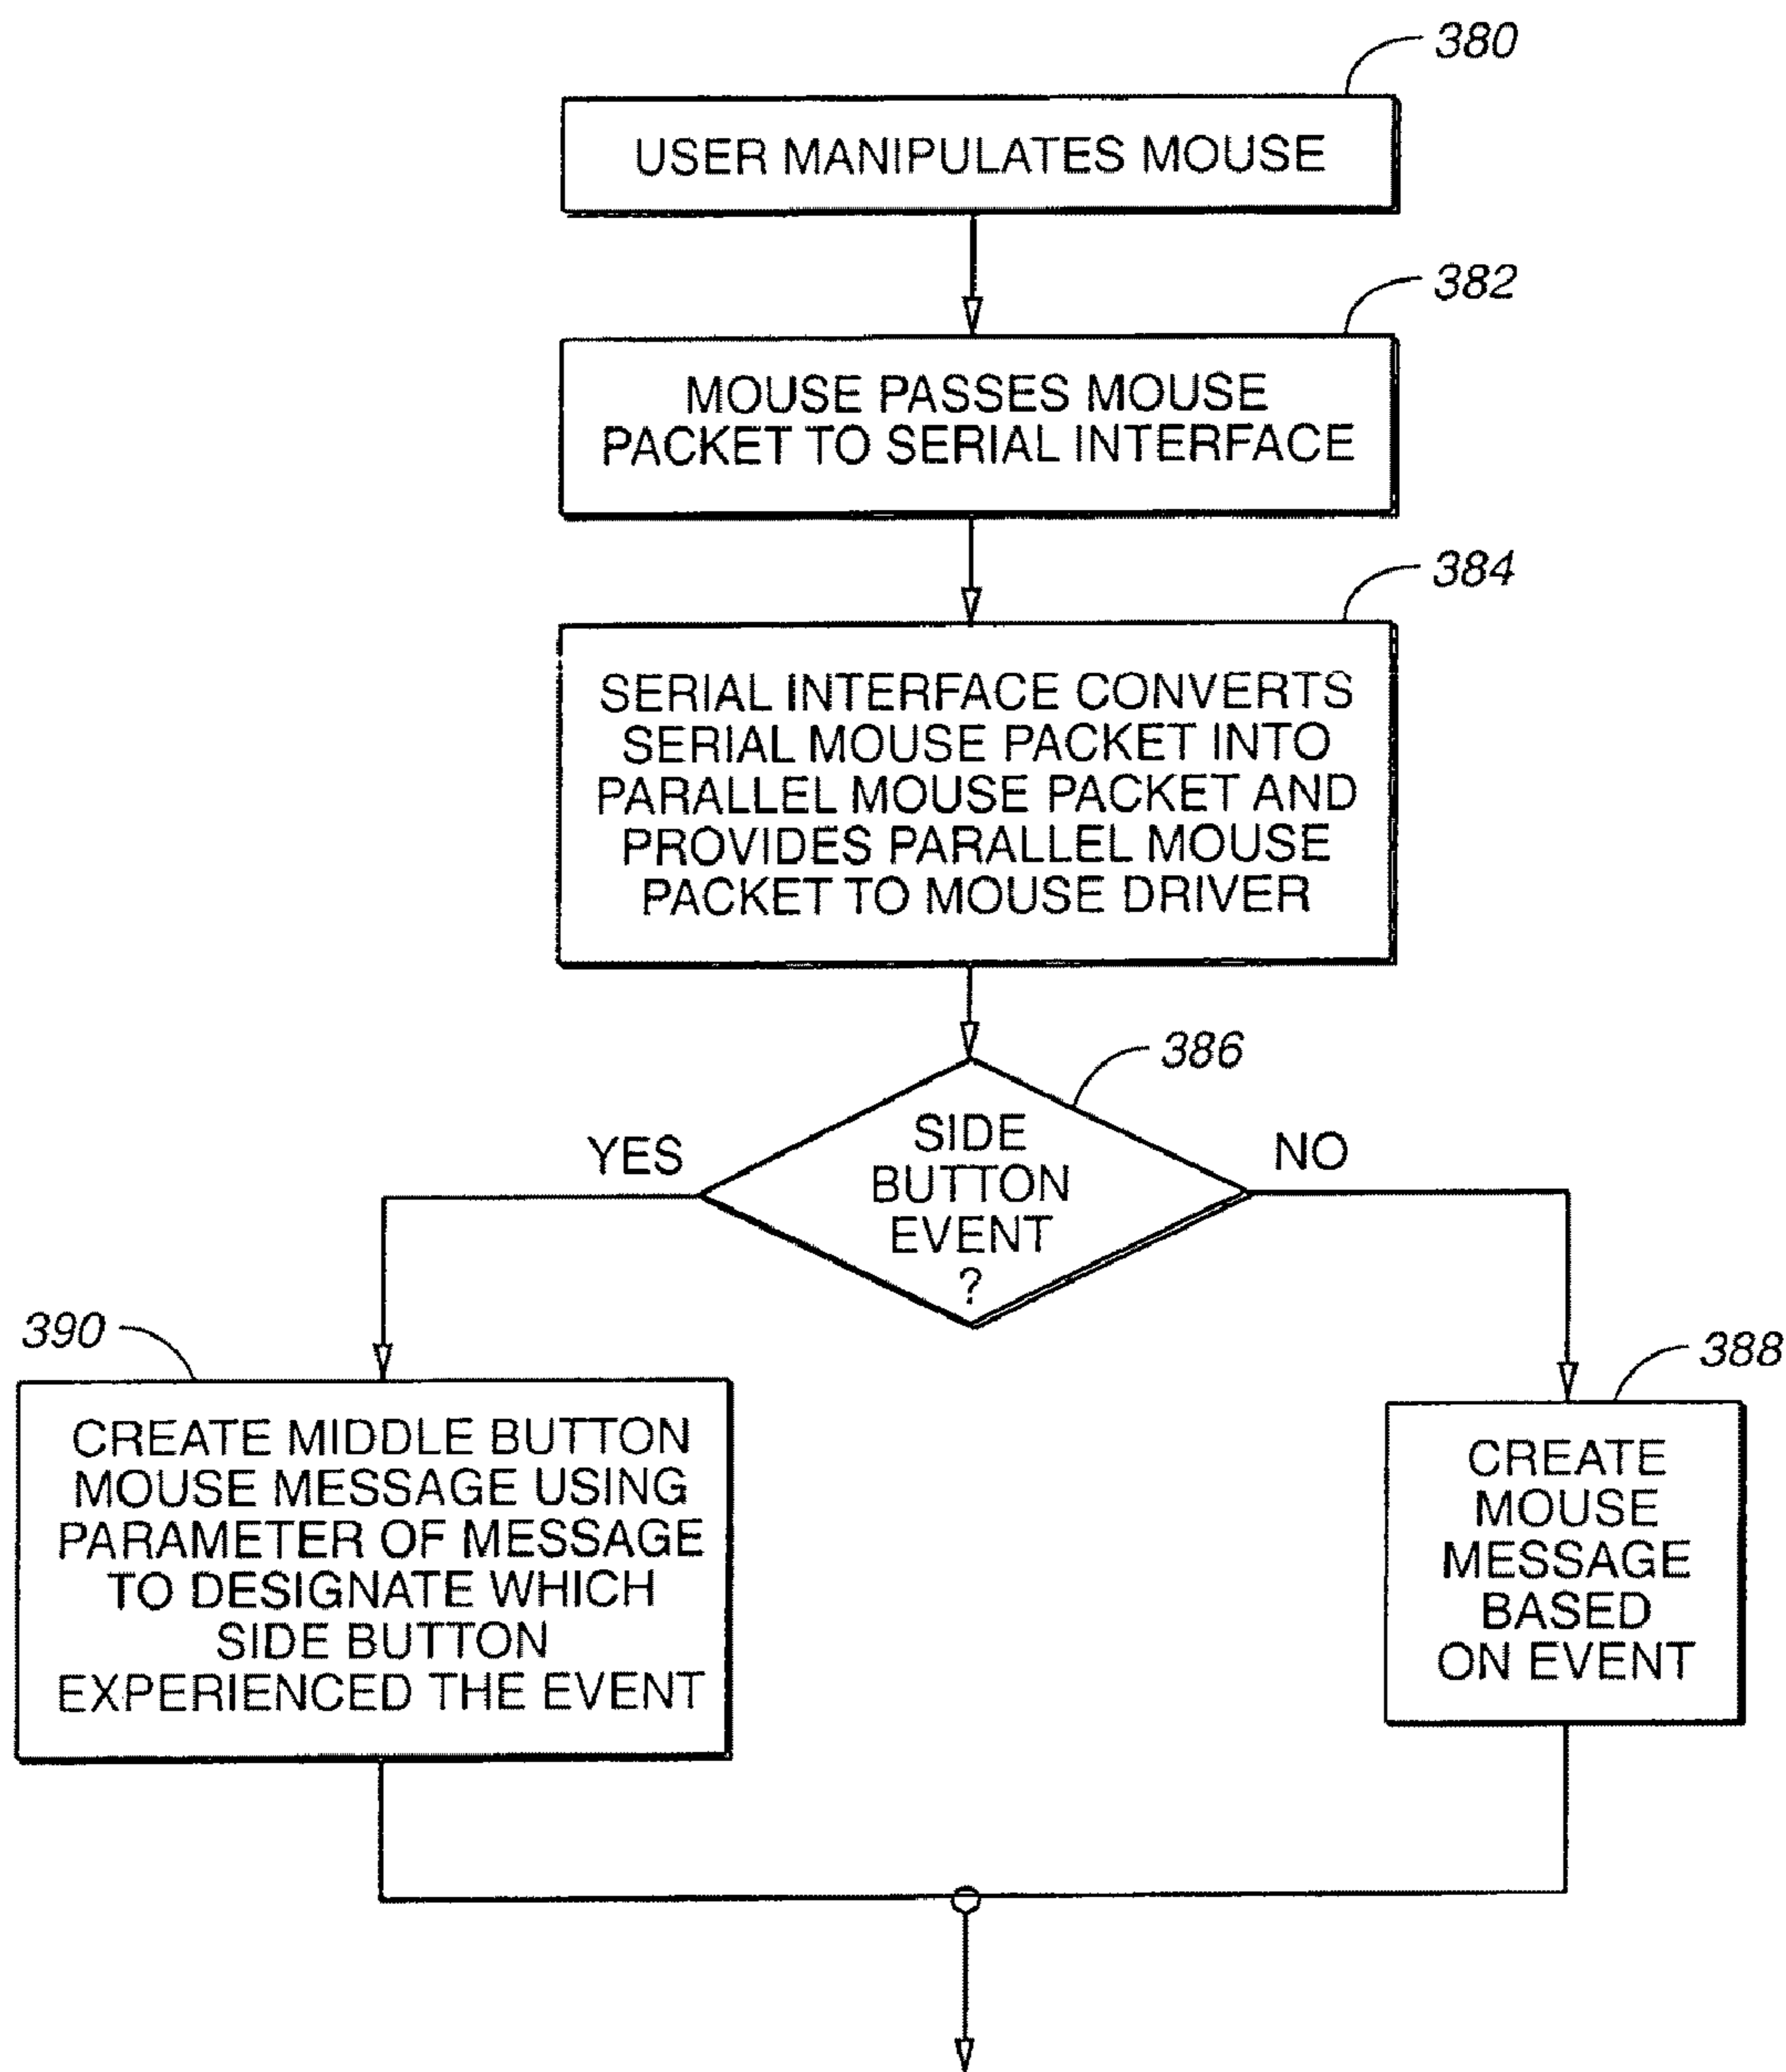 380
USER MANIPULATES MOUSE
382
MOUSE PASSES MOUSE
PACKET TO SERIAL INTERFACE
384
SERIAL INTERFACE CONVERTS
SERIAL MOUSE PACKET INTO
PARALLEL MOUSE PACKET AND
PROVIDES PARALLEL MOUSE
PACKET TO MOUSE DRIVER
386
SIDE
BUTTON
EVENT
?
YES
NO
390
CREATE MIDDLE BUTTON
MOUSE MESSAGE USING
PARAMETER OF MESSAGE
TO DESIGNATE WHICH
SIDE BUTTON
EXPERIENCED THE EVENT
388
CREATE
MOUSE
MESSAGE
BASED
ON EVENT